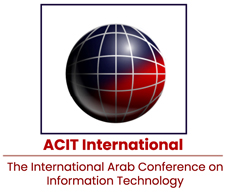 ACIT International
The International Arab Conference on
Information Technology